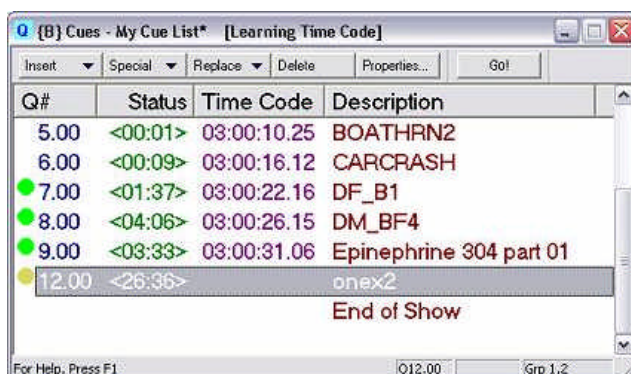 Q {B} Cues - My Cue List* [Learning Time Code]
Insert Special Replace Delete Properties... Go!
Q# Status Time Code Description
5.00 <00:01> 03:00:10.25 BOATHRN2
6.00 <00:09> 03:00:16.12 CARCRASH
7.00 <01:37> 03:00:22.16 DF_B1
8.00 <04:06> 03:00:26.15 DM_BF4
9.00 <03:33> 03:00:31.06 Epinephrine 304 part 01
12.00 <26:36> onex2
End of Show
For Help, Press F1 Q12.00 Grp 1,2